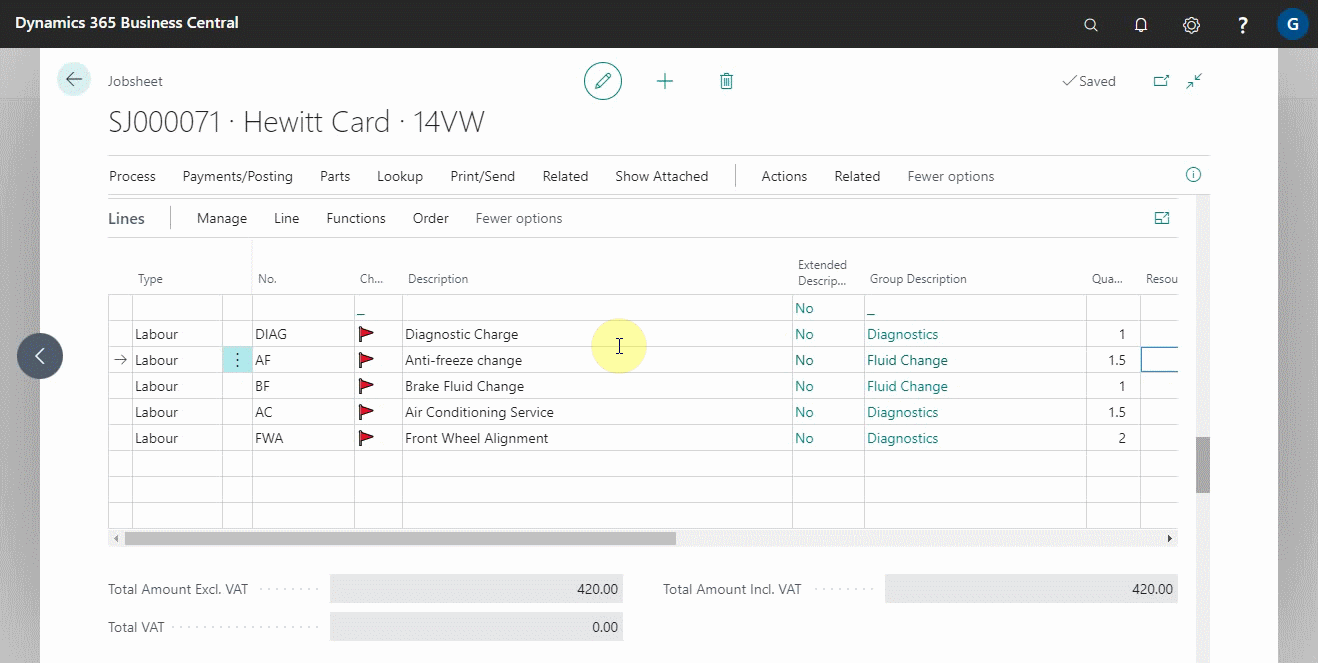 Dynamics 365 Business Central
? G
Jobsheet
Saved
SJ000071 · Hewitt Card · 14VW
Process Payments/Posting Parts Lookup Print/Send Related Show Attached Actions Related Fewer options
Lines Manage Line Functions Order Fewer options
Type No. Ch... Description Extended Descrip... Group Description Qua... Resou
_ No _
Labour DIAG Diagnostic Charge No Diagnostics 1
Labour AF Anti-freeze change No Fluid Change 1.5
Labour BF Brake Fluid Change No Fluid Change 1
Labour AC Air Conditioning Service No Diagnostics 1.5
Labour FWA Front Wheel Alignment No Diagnostics 2
Total Amount Excl. VAT 420.00 Total Amount Incl. VAT 420.00
Total VAT 0.00